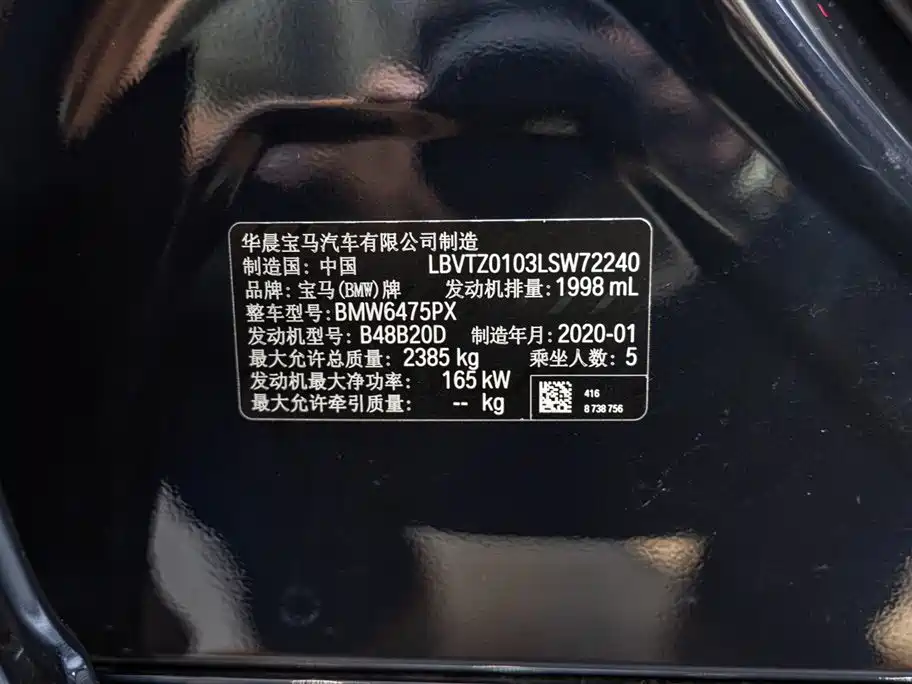 华晨宝马汽车有限公司制造
制造国: 中国 LBVTZ0103LSW72240
品牌: 宝马(BMW)牌 发动机排量: 1998 mL
整车型号: BMW6475PX
发动机型号: B48B20D 制造年月: 2020-01
最大允许总质量: 2385 kg 乘坐人数: 5
发动机最大净功率: 165 kW
最大允许牵引质量: -- kg
416
8 738 756